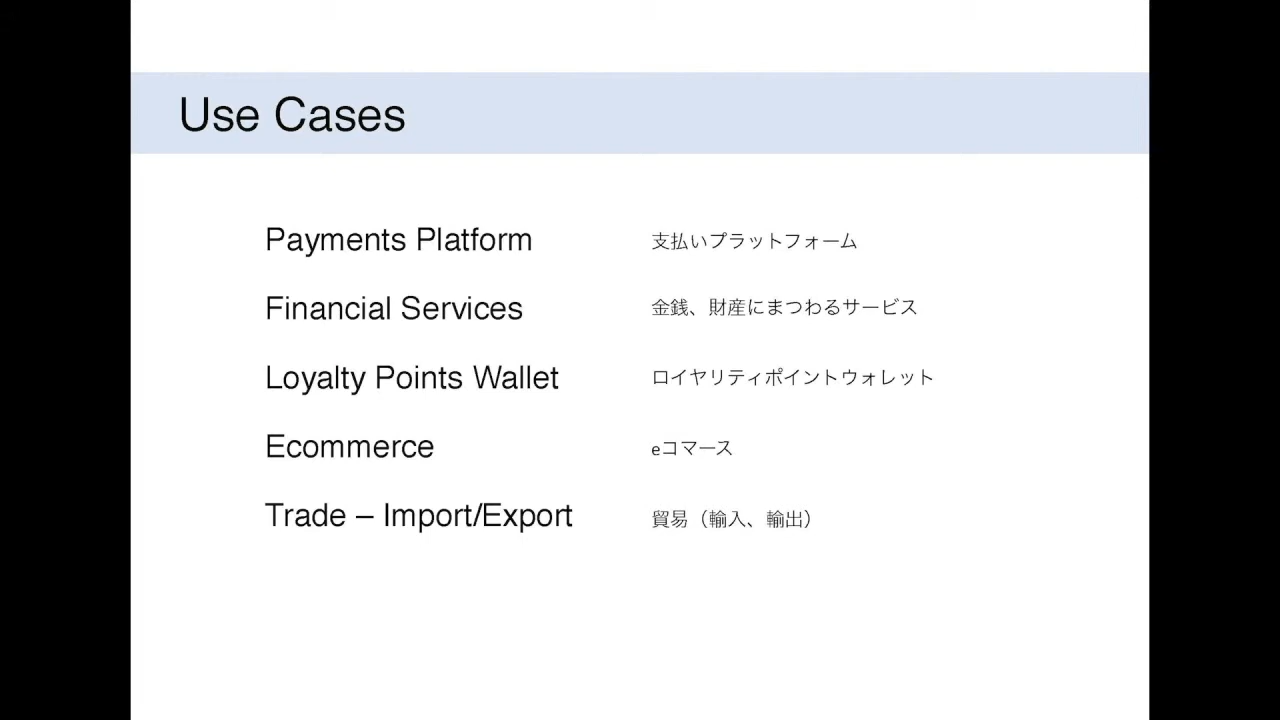 Use Cases
Payments Platform 支払いプラットフォーム
Financial Services 金銭、財産にまつわるサービス
Loyalty Points Wallet ロイヤリティポイントウォレット
Ecommerce eコマース
Trade – Import/Export 貿易（輸入、輸出）